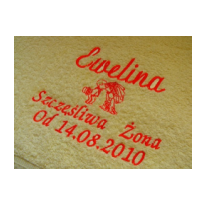 Ewelina
Szczęśliwa Żona
Od 14.08.2010